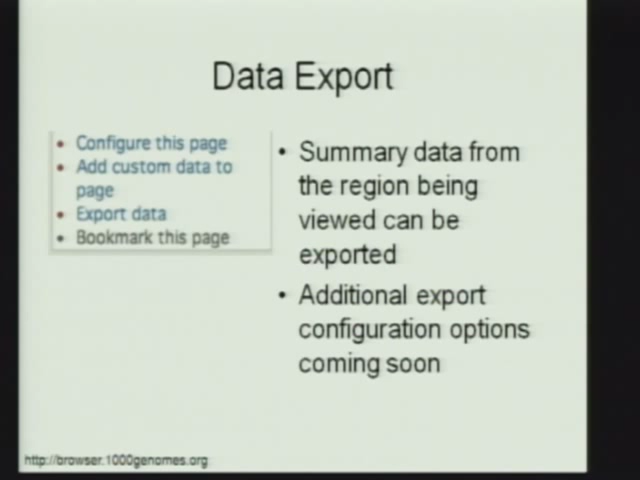 Data Export
• Configure this page
• Add custom data to
page
• Export data
• Bookmark this page
• Summary data from
the region being
viewed can be
exported
• Additional export
configuration options
coming soon
http://browser.1000genomes.org